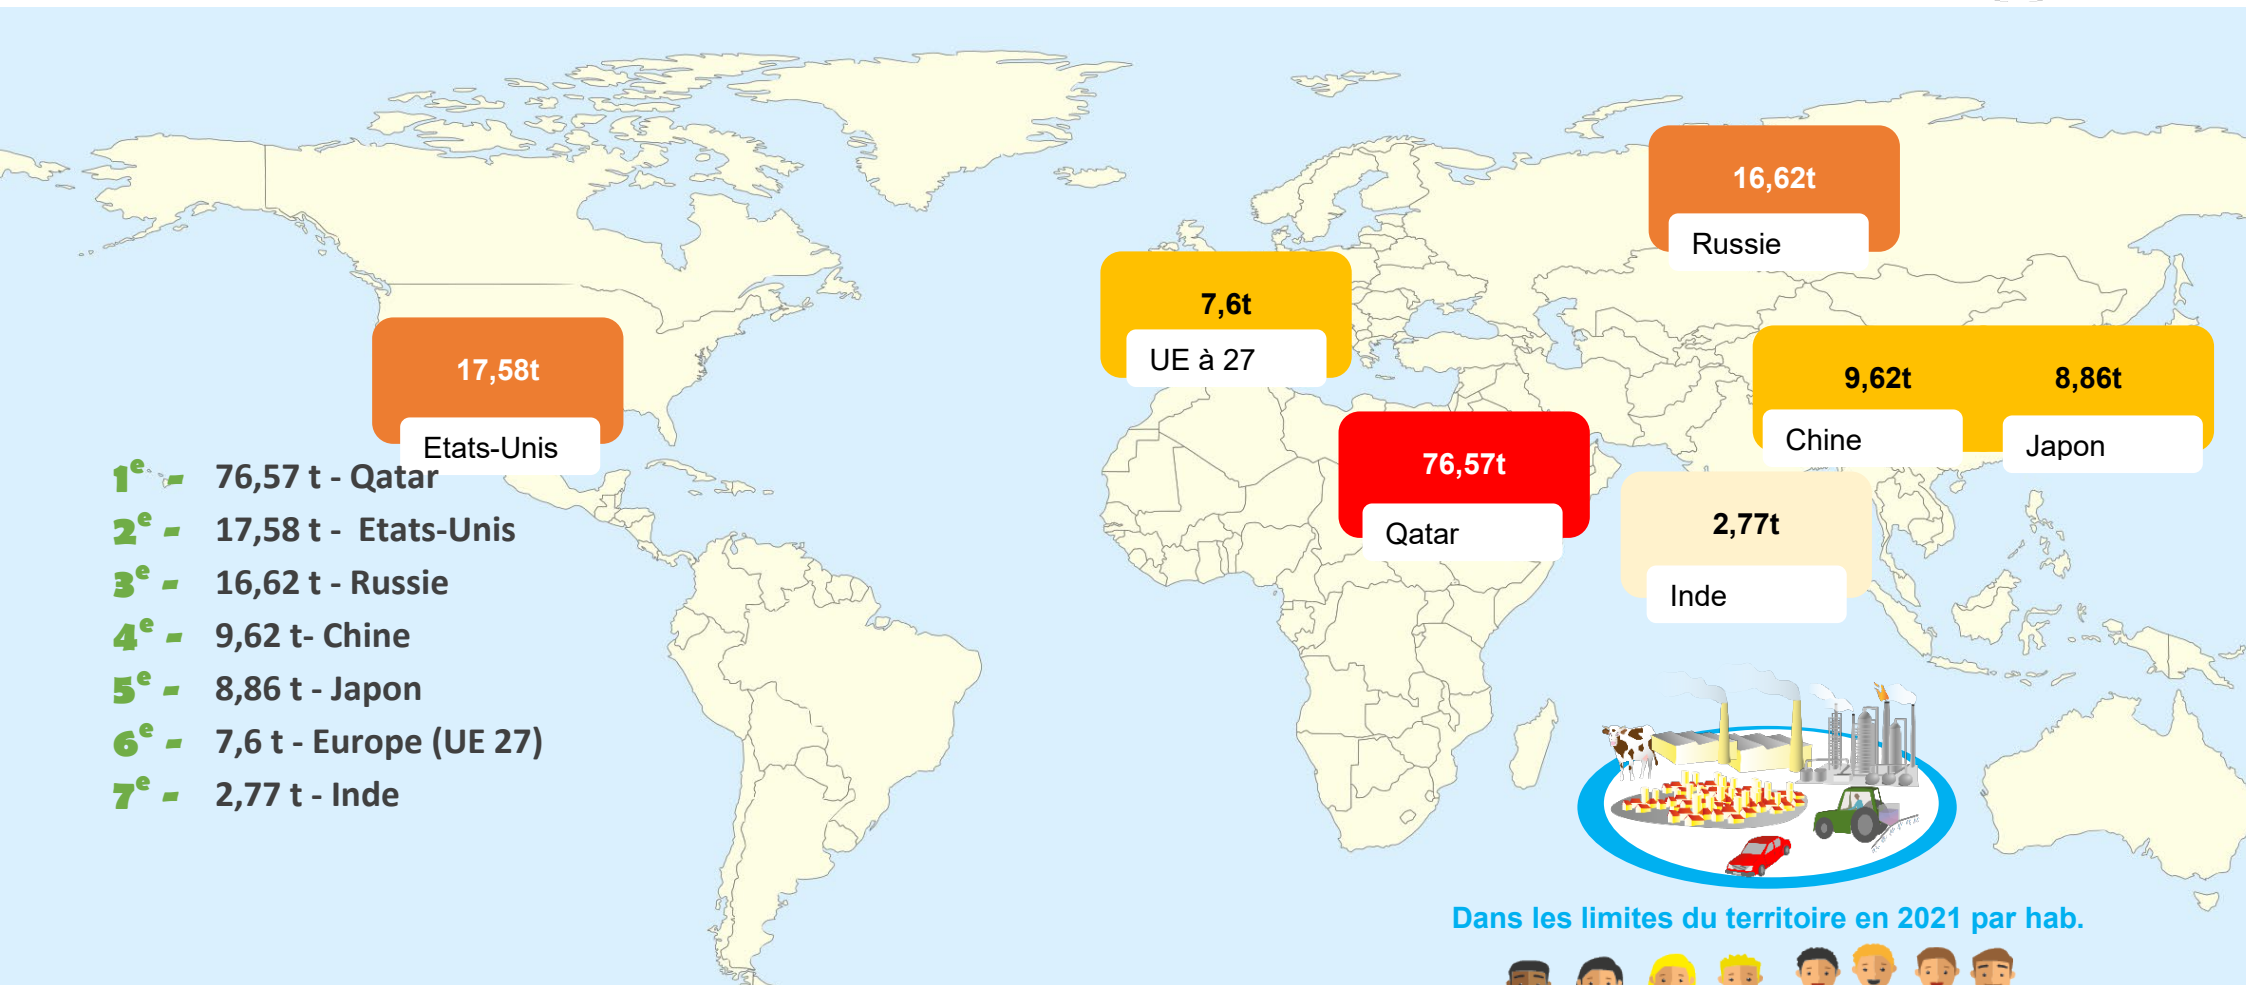 16,62t
Russie
7,6t
UE à 27
17,58t
Etats-Unis
9,62t
Chine
8,86t
Japon
76,57t
Qatar
2,77t
Inde
1e - 76,57 t - Qatar
2e - 17,58 t - Etats-Unis
3e - 16,62 t - Russie
4e - 9,62 t- Chine
5e - 8,86 t - Japon
6e - 7,6 t - Europe (UE 27)
7e - 2,77 t - Inde
Dans les limites du territoire en 2021 par hab.